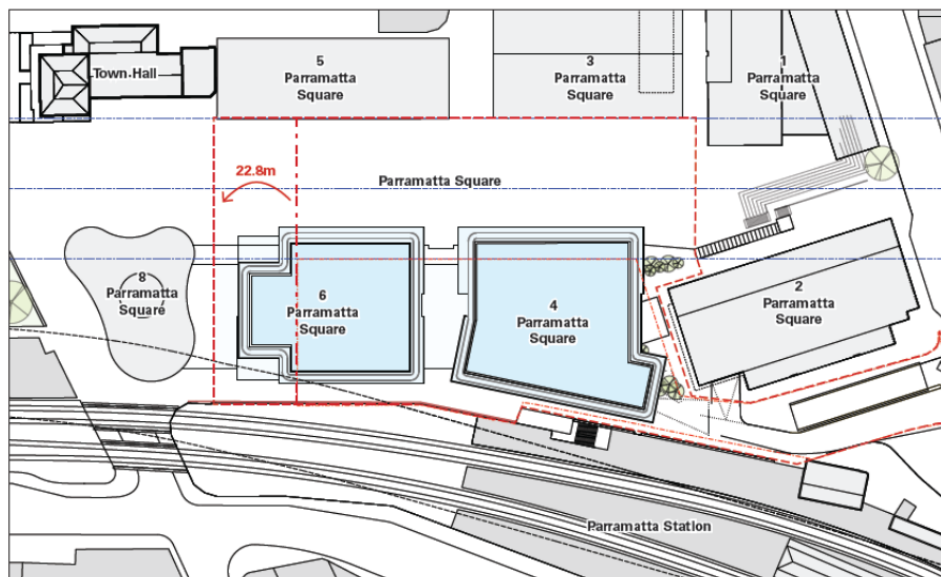 Town Hall
5
Parramatta
Square
3
Parramatta
Square
1
Parramatta
Square
22.8m
Parramatta Square
8
Parramatta
Square
6
Parramatta
Square
4
Parramatta
Square
2
Parramatta
Square
Parramatta Station